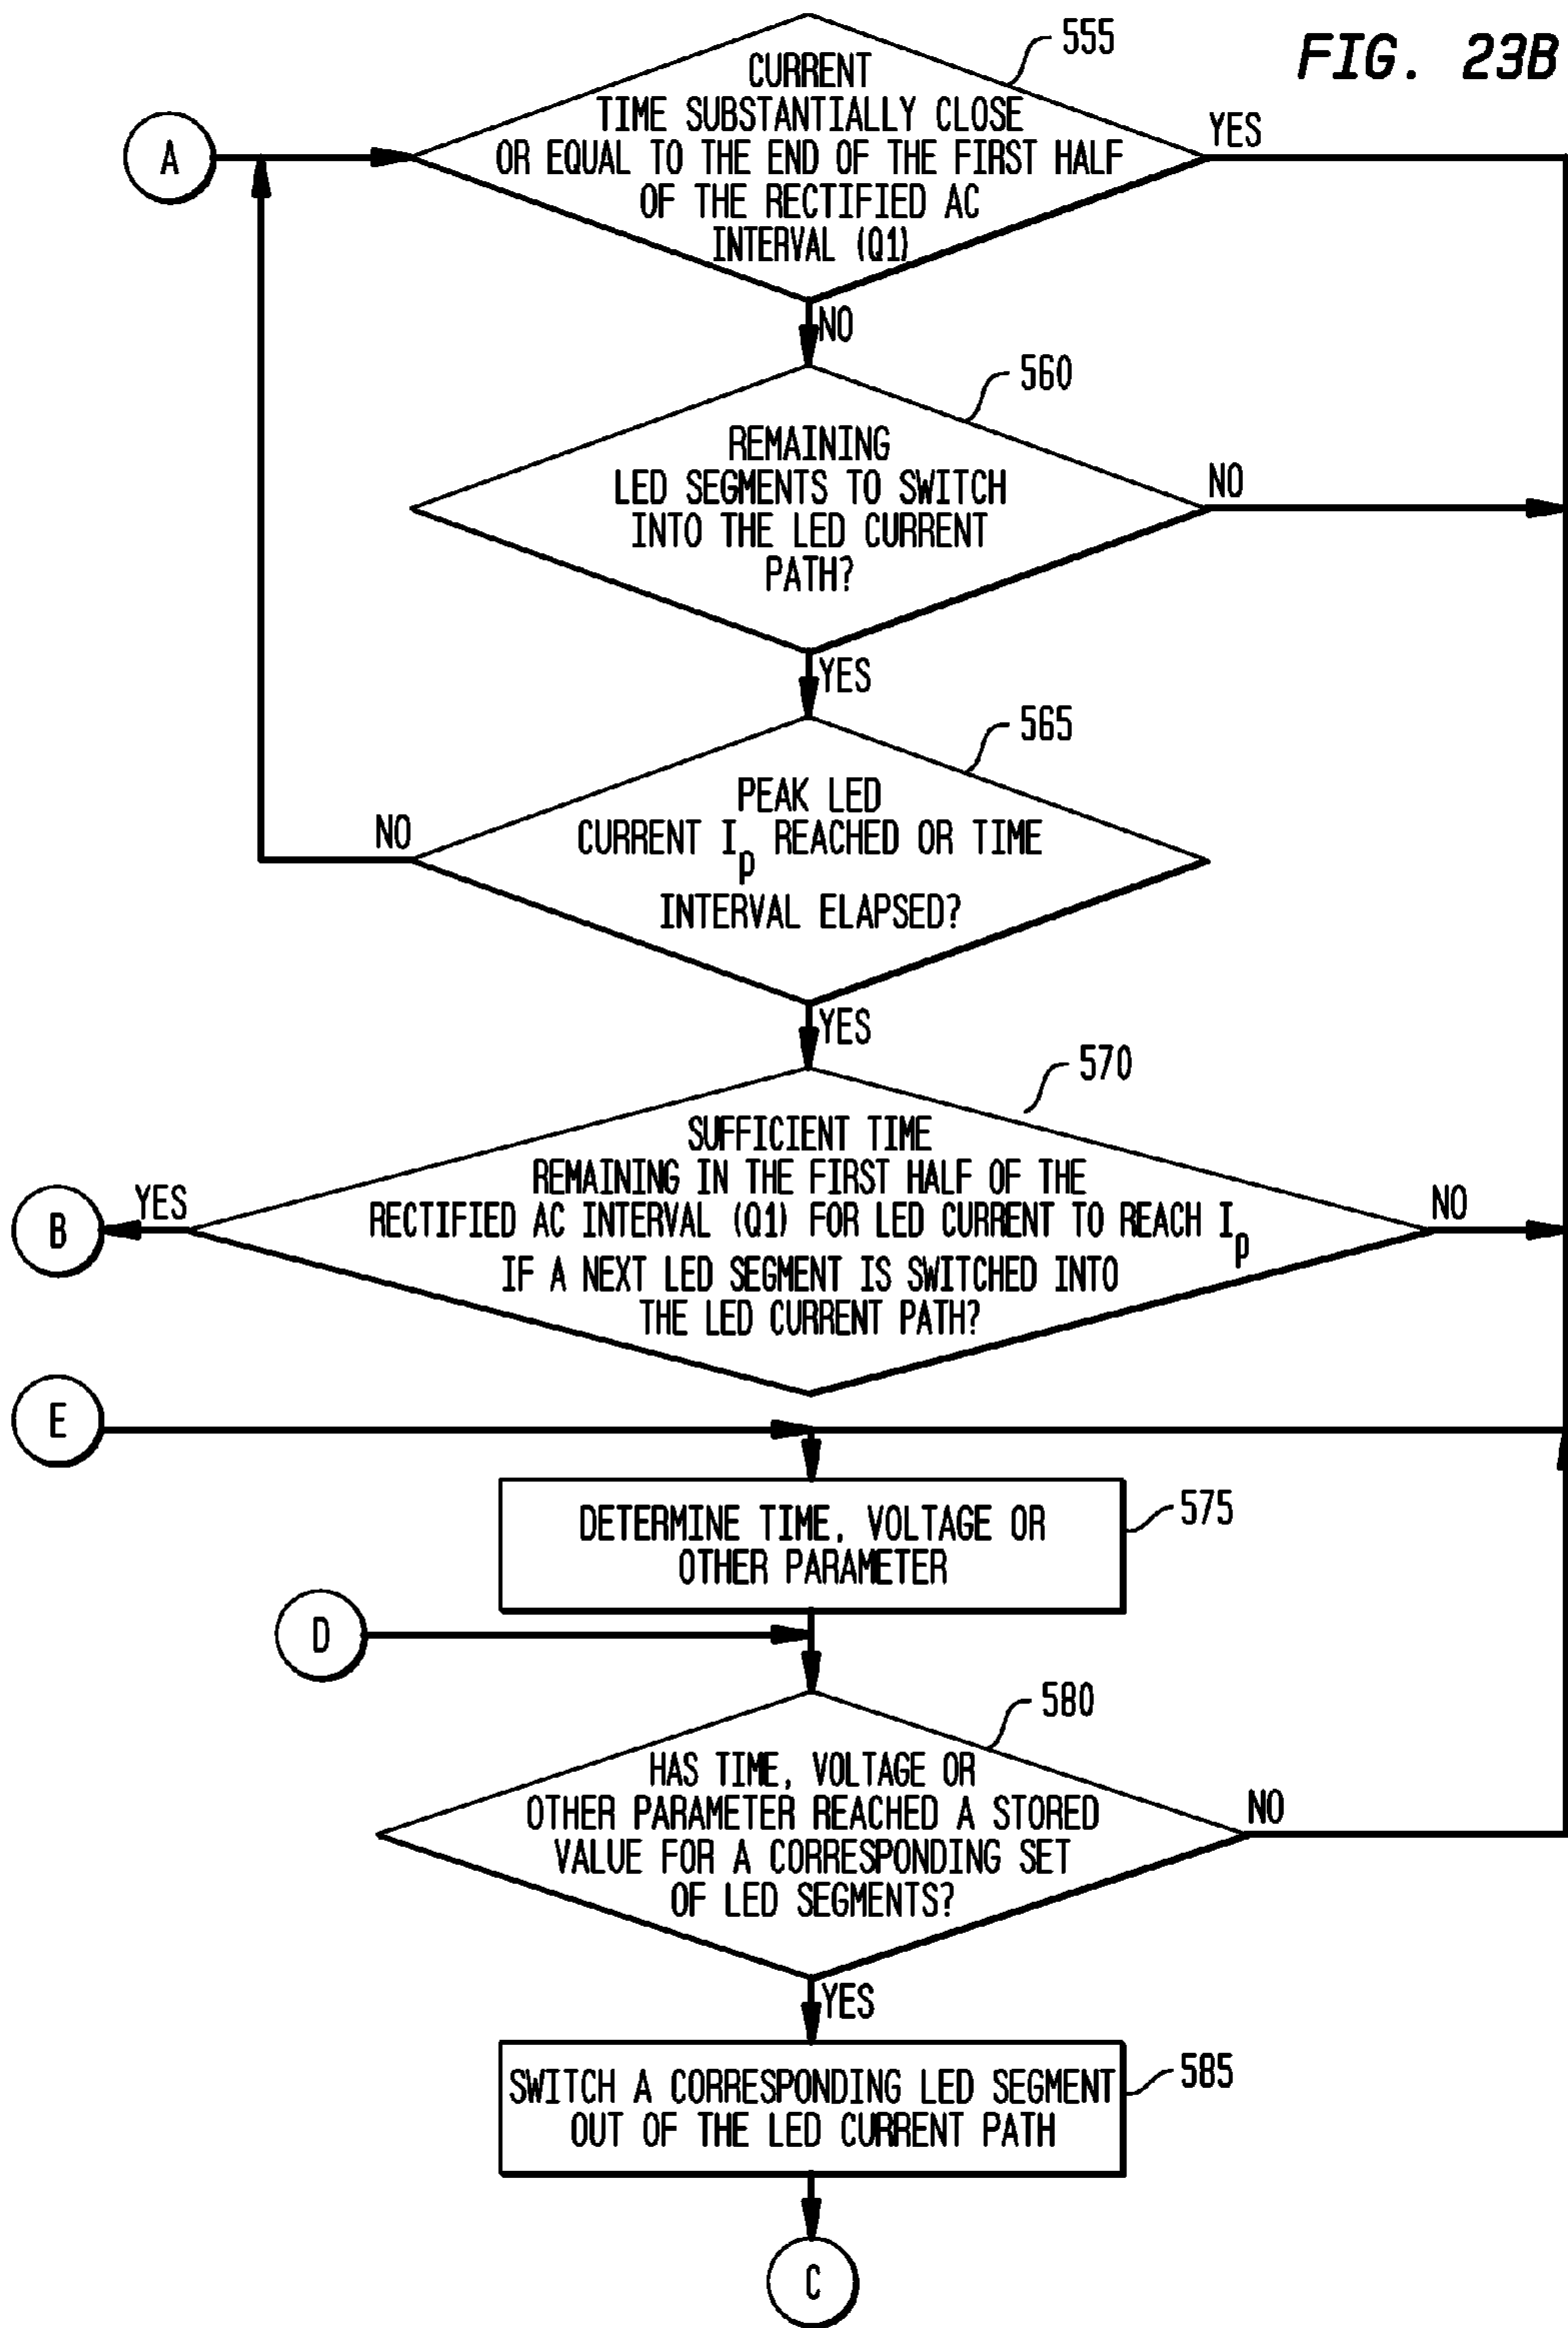 FIG. 23B
555
CURRENT
TIME SUBSTANTIALLY CLOSE
OR EQUAL TO THE END OF THE FIRST HALF
OF THE RECTIFIED AC
INTERVAL (Q1)
A
YES
NO
560
REMAINING
LED SEGMENTS TO SWITCH
INTO THE LED CURRENT
PATH?
NO
YES
565
PEAK LED
CURRENT Ip REACHED OR TIME
INTERVAL ELAPSED?
NO
YES
570
SUFFICIENT TIME
REMAINING IN THE FIRST HALF OF THE
RECTIFIED AC INTERVAL (Q1) FOR LED CURRENT TO REACH Ip
IF A NEXT LED SEGMENT IS SWITCHED INTO
THE LED CURRENT PATH?
B
YES
NO
E
575
DETERMINE TIME, VOLTAGE OR
OTHER PARAMETER
D
580
HAS TIME, VOLTAGE OR
OTHER PARAMETER REACHED A STORED
VALUE FOR A CORRESPONDING SET
OF LED SEGMENTS?
NO
YES
585
SWITCH A CORRESPONDING LED SEGMENT
OUT OF THE LED CURRENT PATH
C